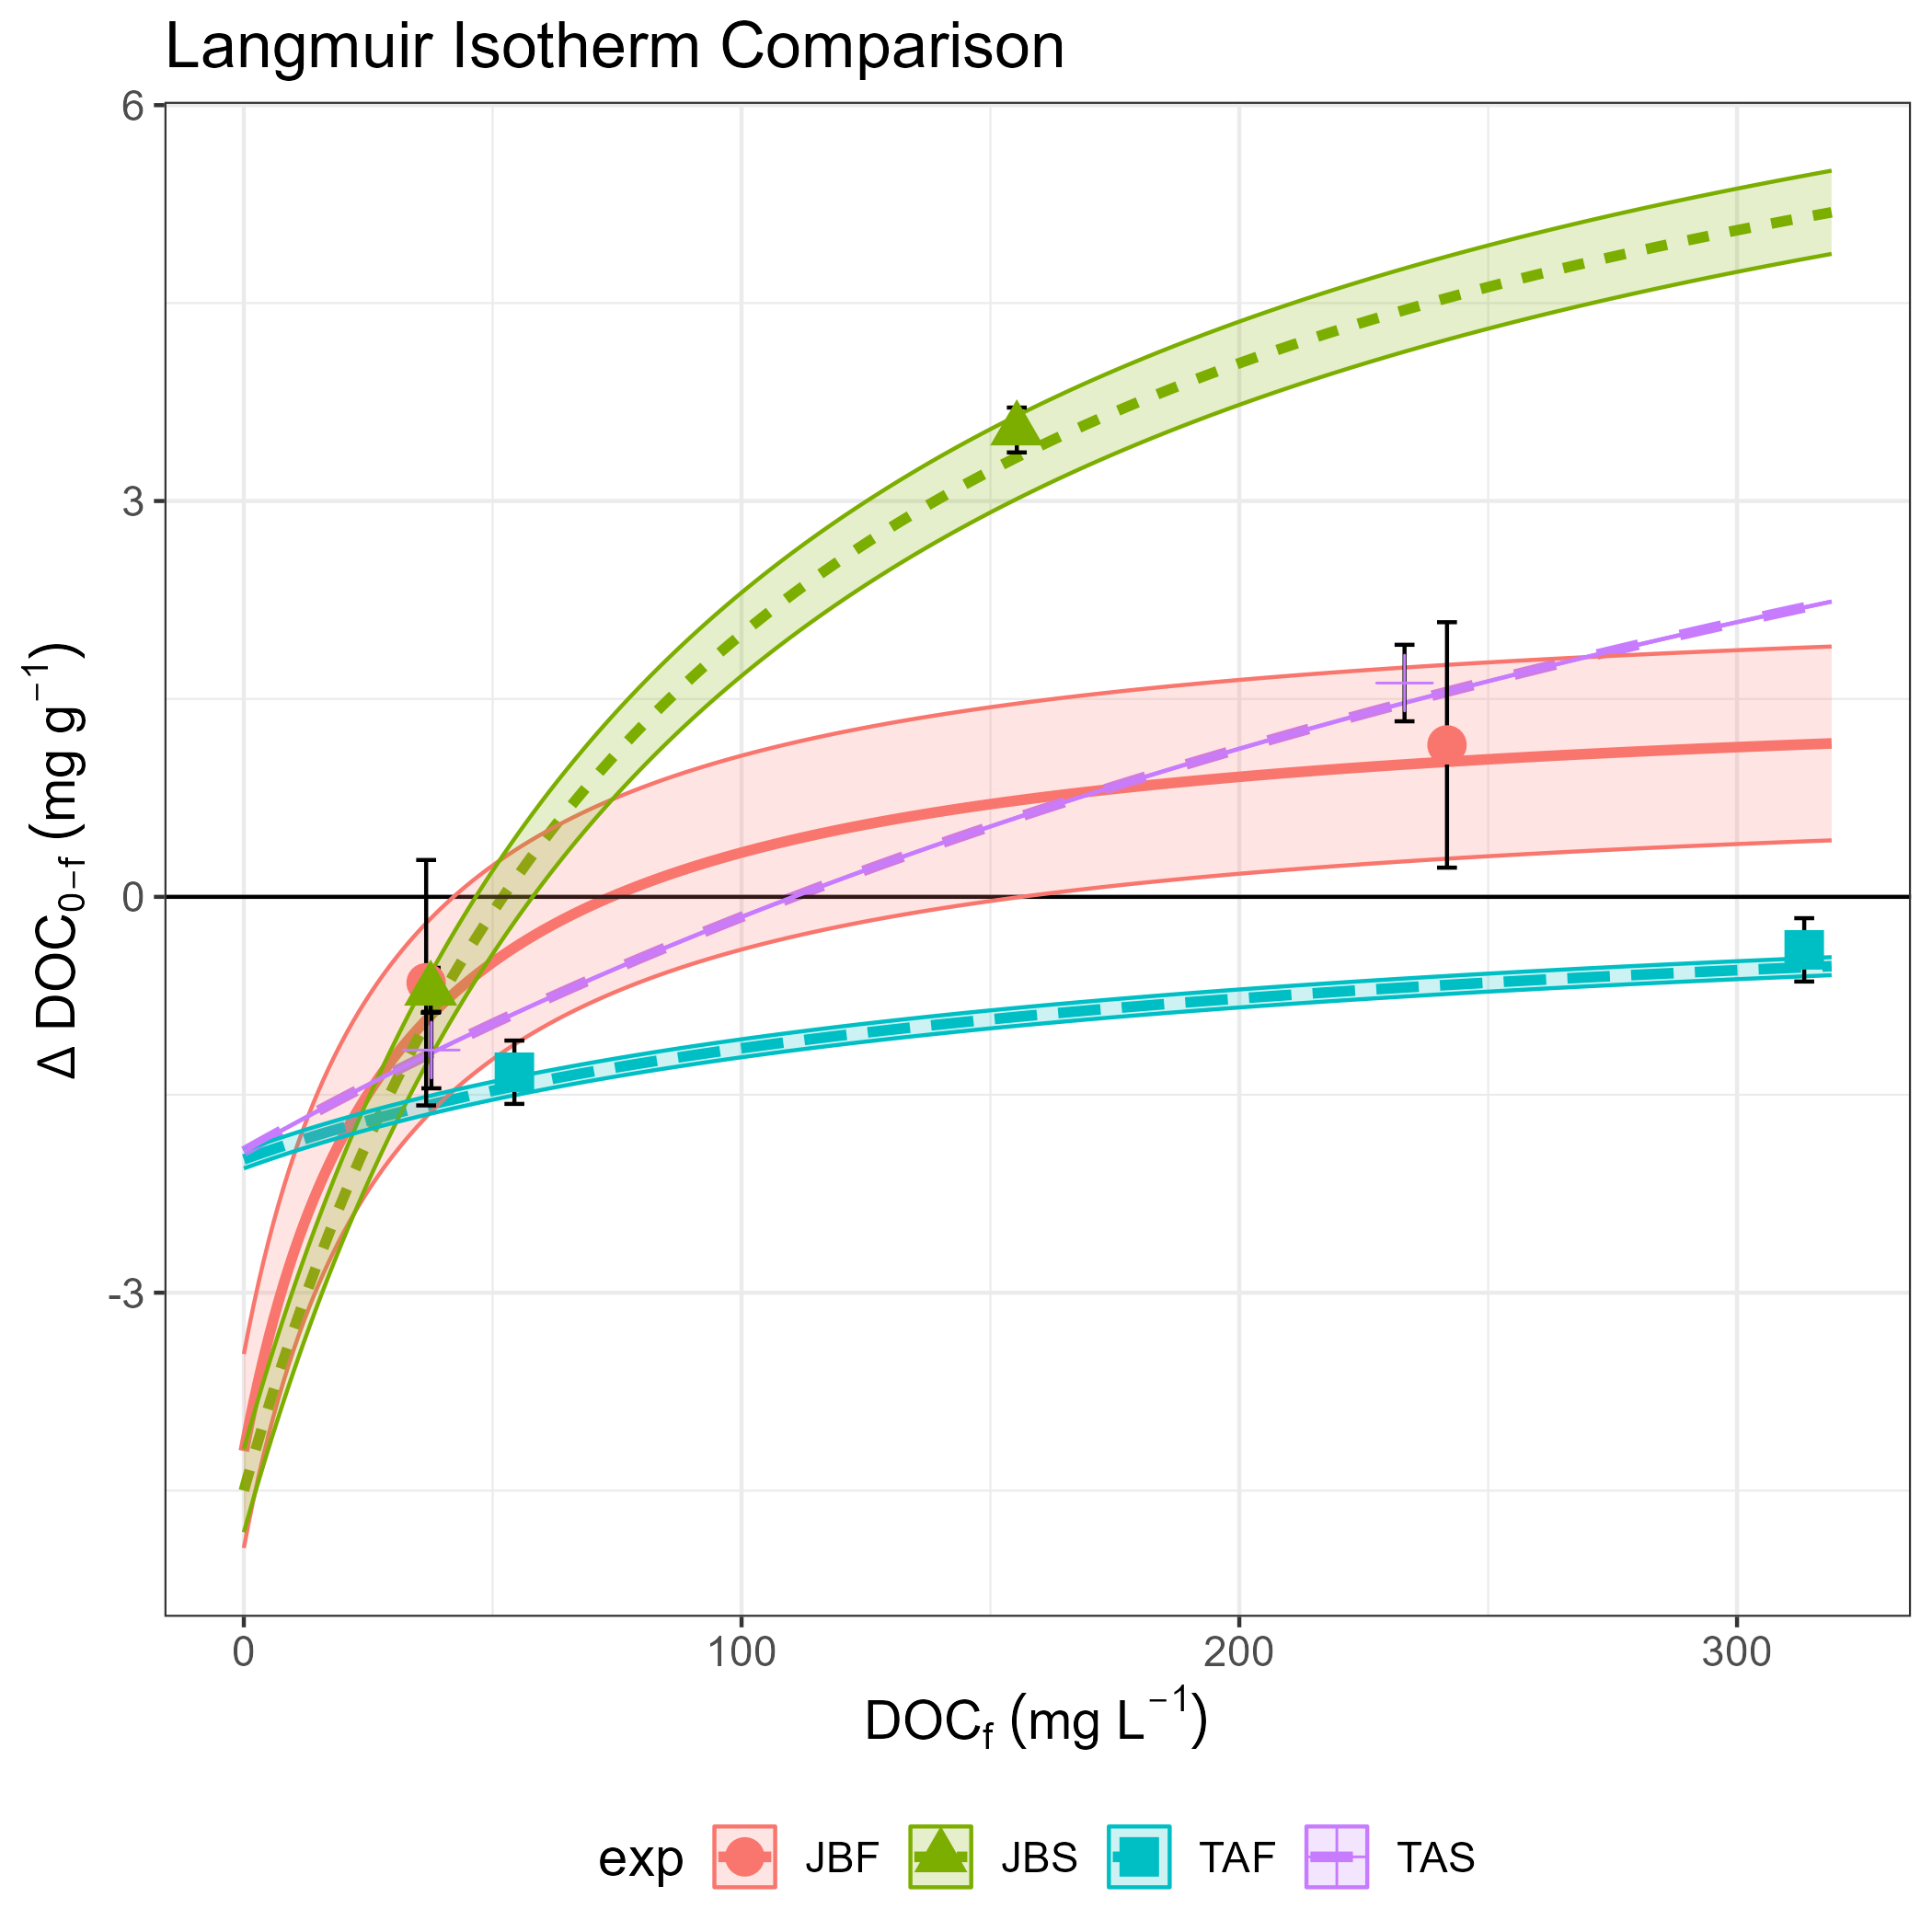 Langmuir Isotherm Comparison
6
3
0
-3
Δ DOC₀₋f (mg g⁻¹)
0 100 200 300
DOCf (mg L⁻¹)
exp JBF JBS TAF TAS